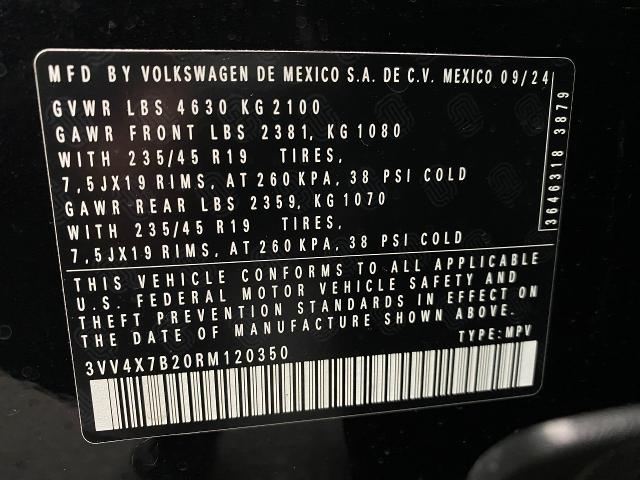 MFD BY VOLKSWAGEN DE MEXICO S.A. DE C.V. MEXICO 09/24
GVWR LBS 4630 KG 2100
GAWR FRONT LBS 2381, KG 1080
WITH 235/45 R19 TIRES,
7,5JX19 RIMS, AT 260 KPA, 38 PSI COLD
GAWR REAR LBS 2359, KG 1070
WITH 235/45 R19 TIRES,
7,5JX19 RIMS, AT 260 KPA, 38 PSI COLD
3646318 3879
THIS VEHICLE CONFORMS TO ALL APPLICABLE
U.S. FEDERAL MOTOR VEHICLE SAFETY AND
THEFT PREVENTION STANDARDS IN EFFECT ON
THE DATE OF MANUFACTURE SHOWN ABOVE.
TYPE: MPV
3VV4X7B20RM120350